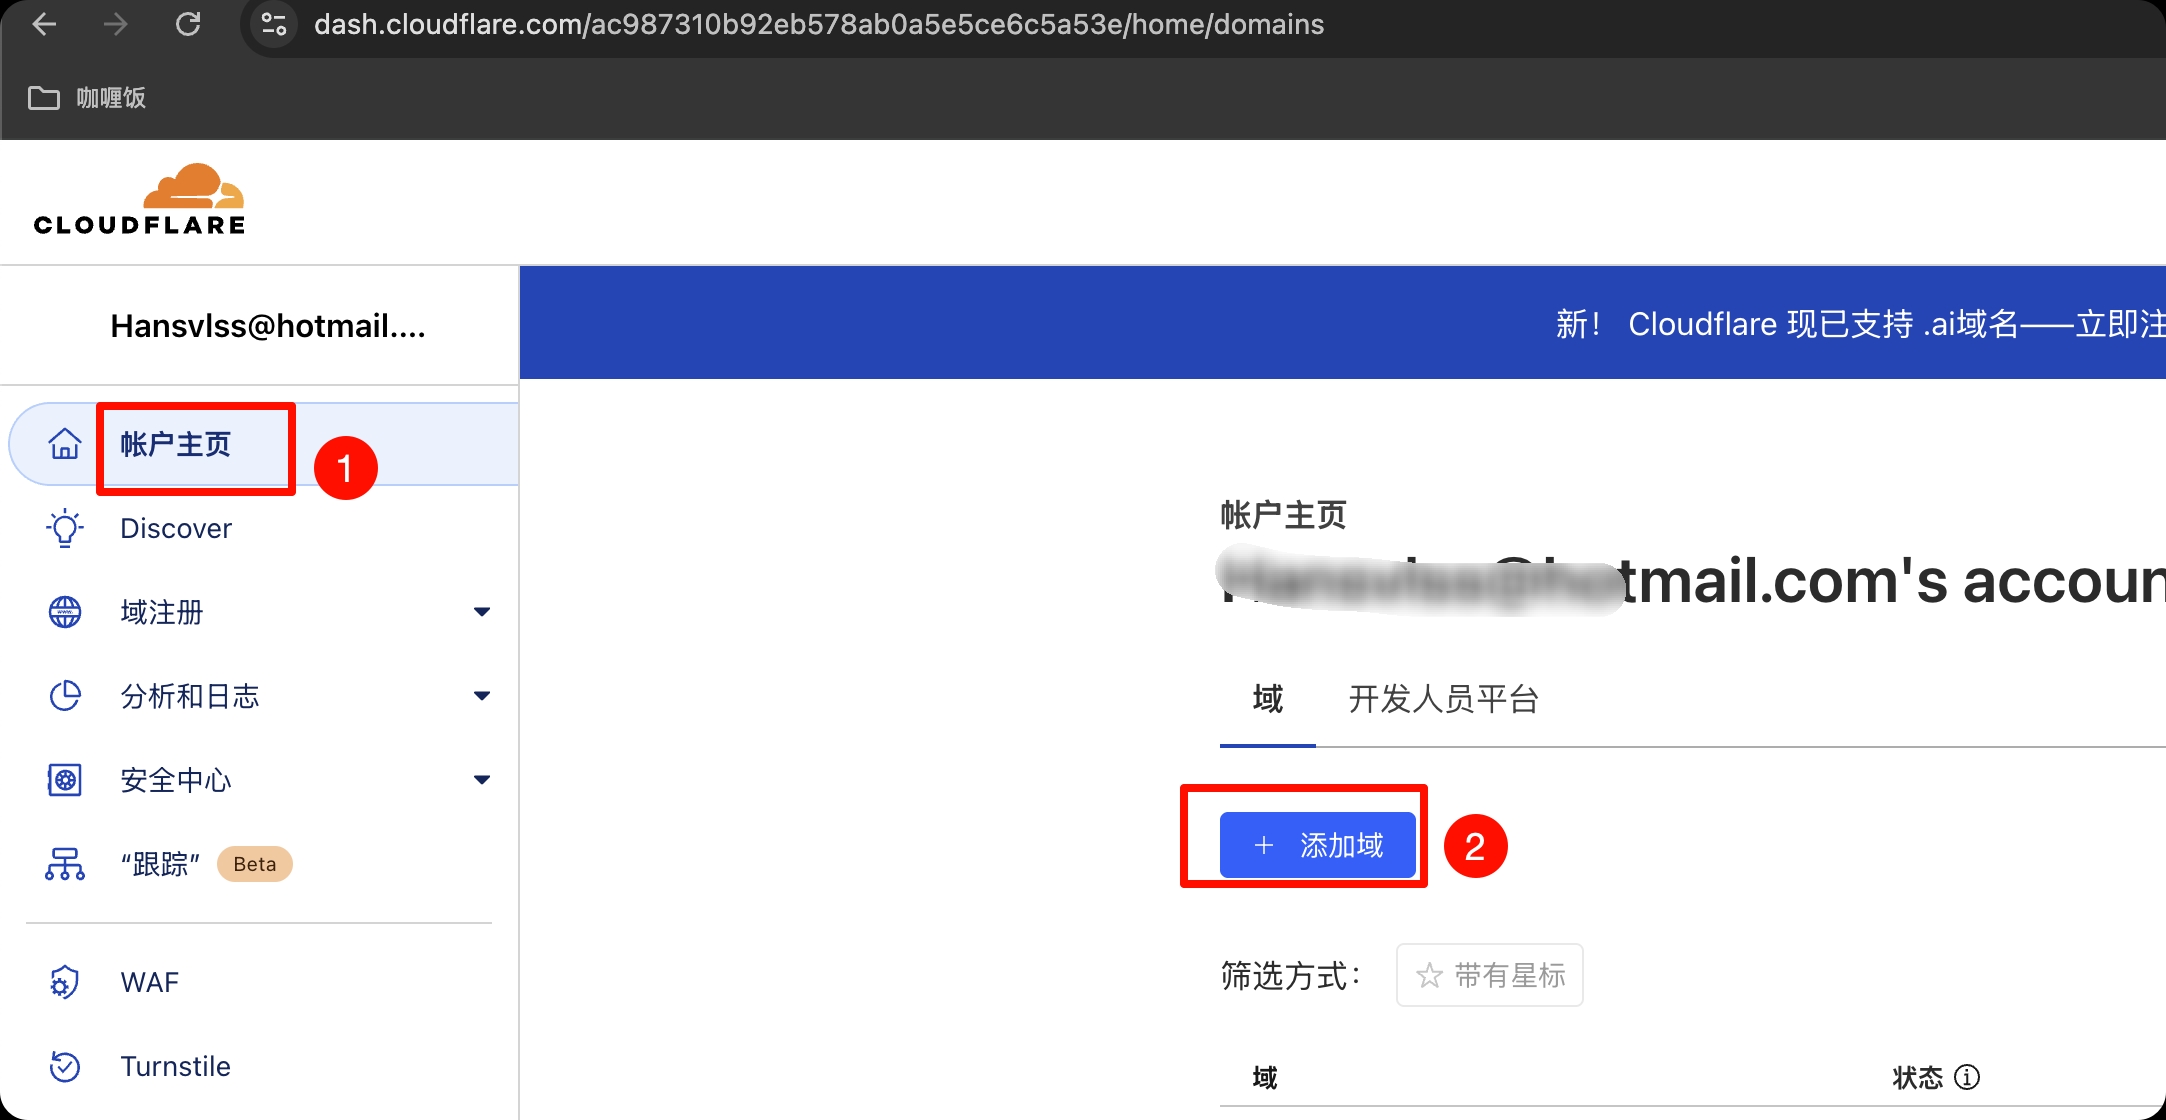 dash.cloudflare.com/ac987310b92eb578ab0a5e5ce6c5a53e/home/domains
咖喱饭
CLOUDFLARE
Hansvlss@hotmail....
新! Cloudflare 现已支持 .ai域名——立即注
帐户主页
1
Discover
域注册
分析和日志
安全中心
“跟踪” Beta
WAF
Turnstile
帐户主页
Hansvlss@hotmail.com's accoun
域 开发人员平台
+ 添加域
2
筛选方式: 带有星标
域 状态